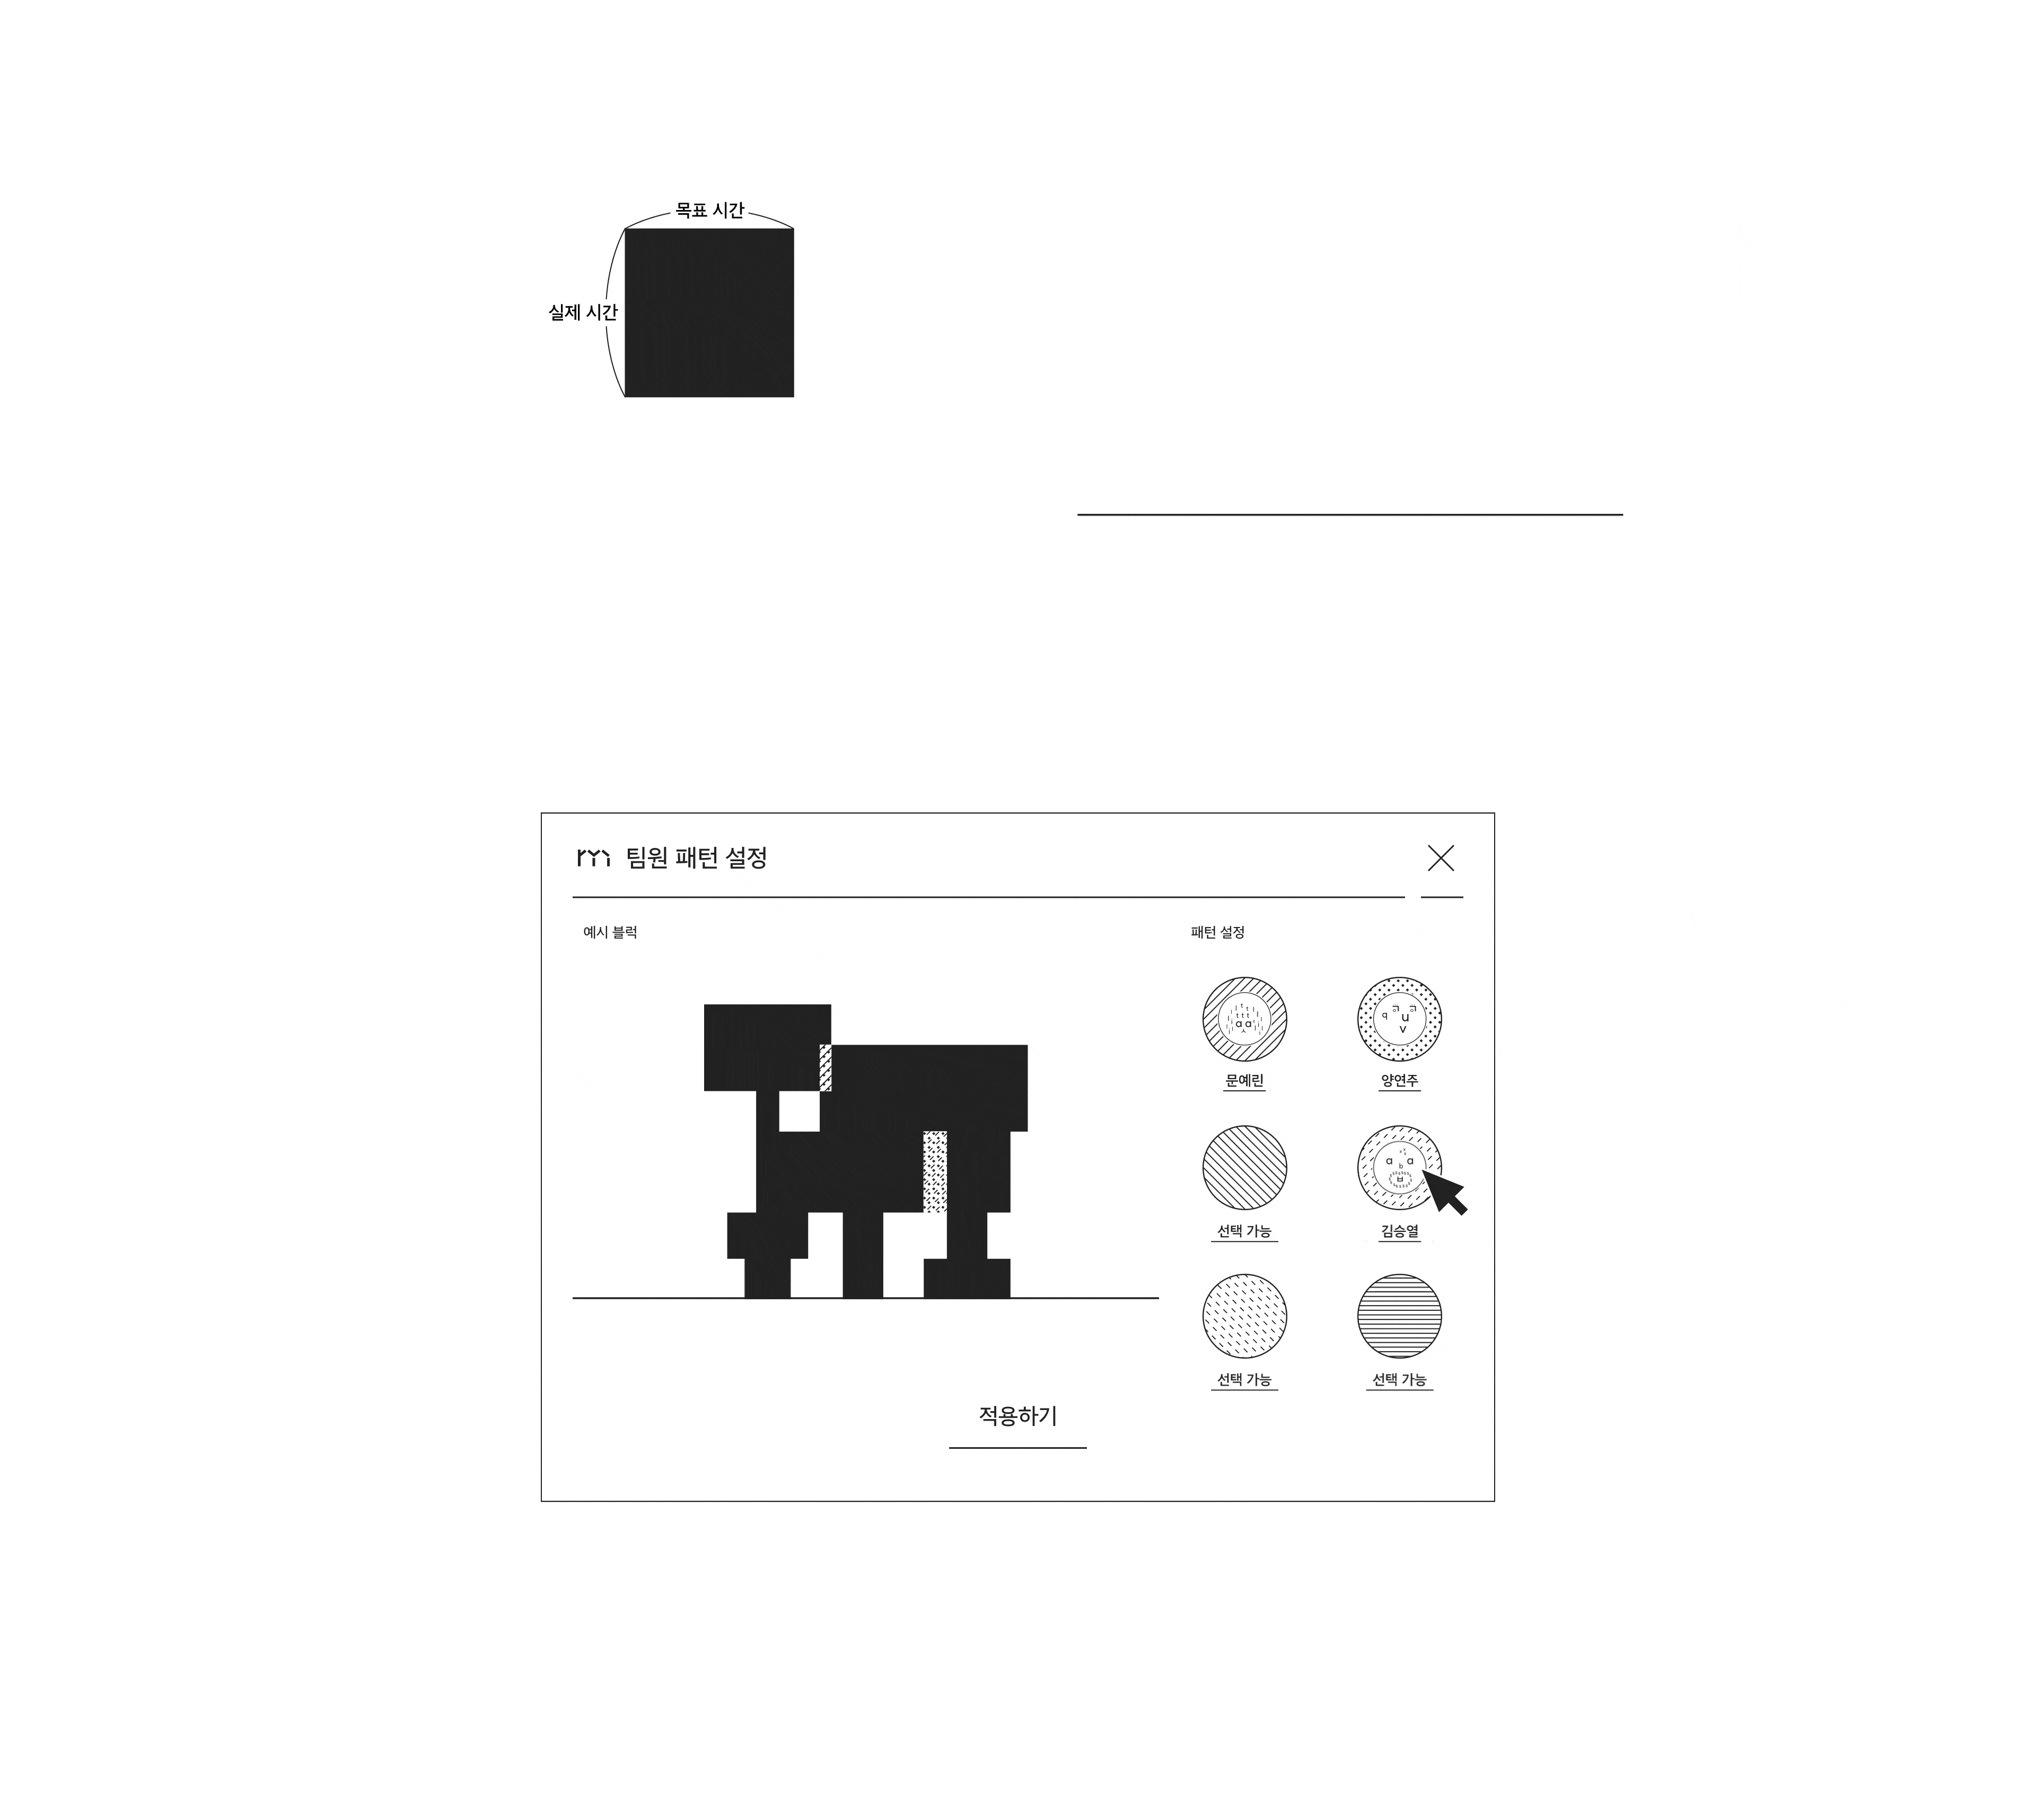 목표 시간
실제 시간
rm 팀원 패턴 설정
예시 블럭
패턴 설정
문예린
양연주
선택 가능
김승열
선택 가능
선택 가능
적용하기